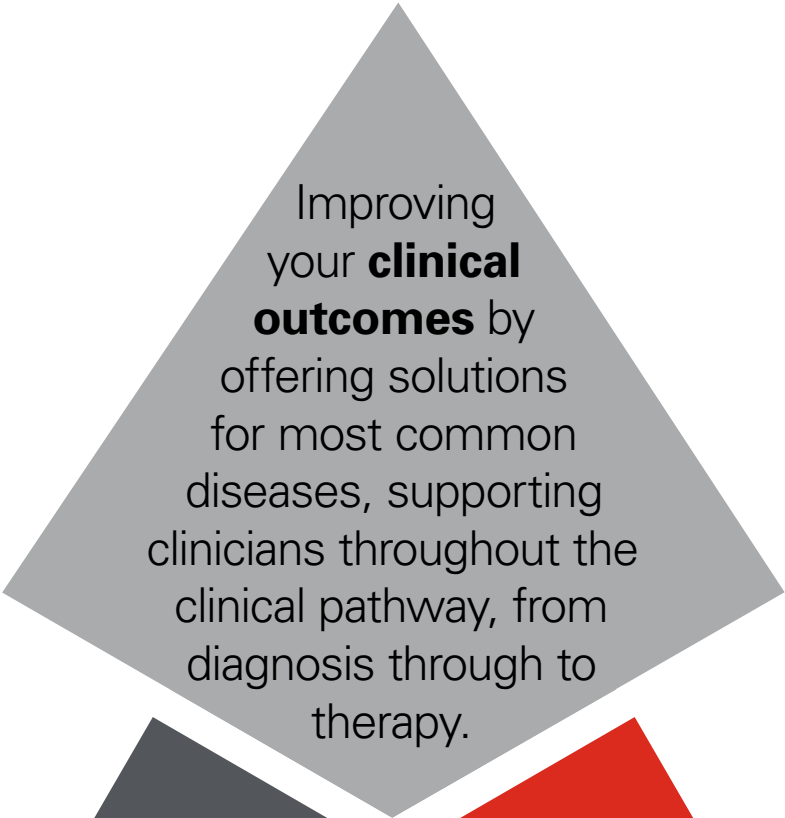 Improving
your clinical
outcomes by
offering solutions
for most common
diseases, supporting
clinicians throughout the
clinical pathway, from
diagnosis through to
therapy.